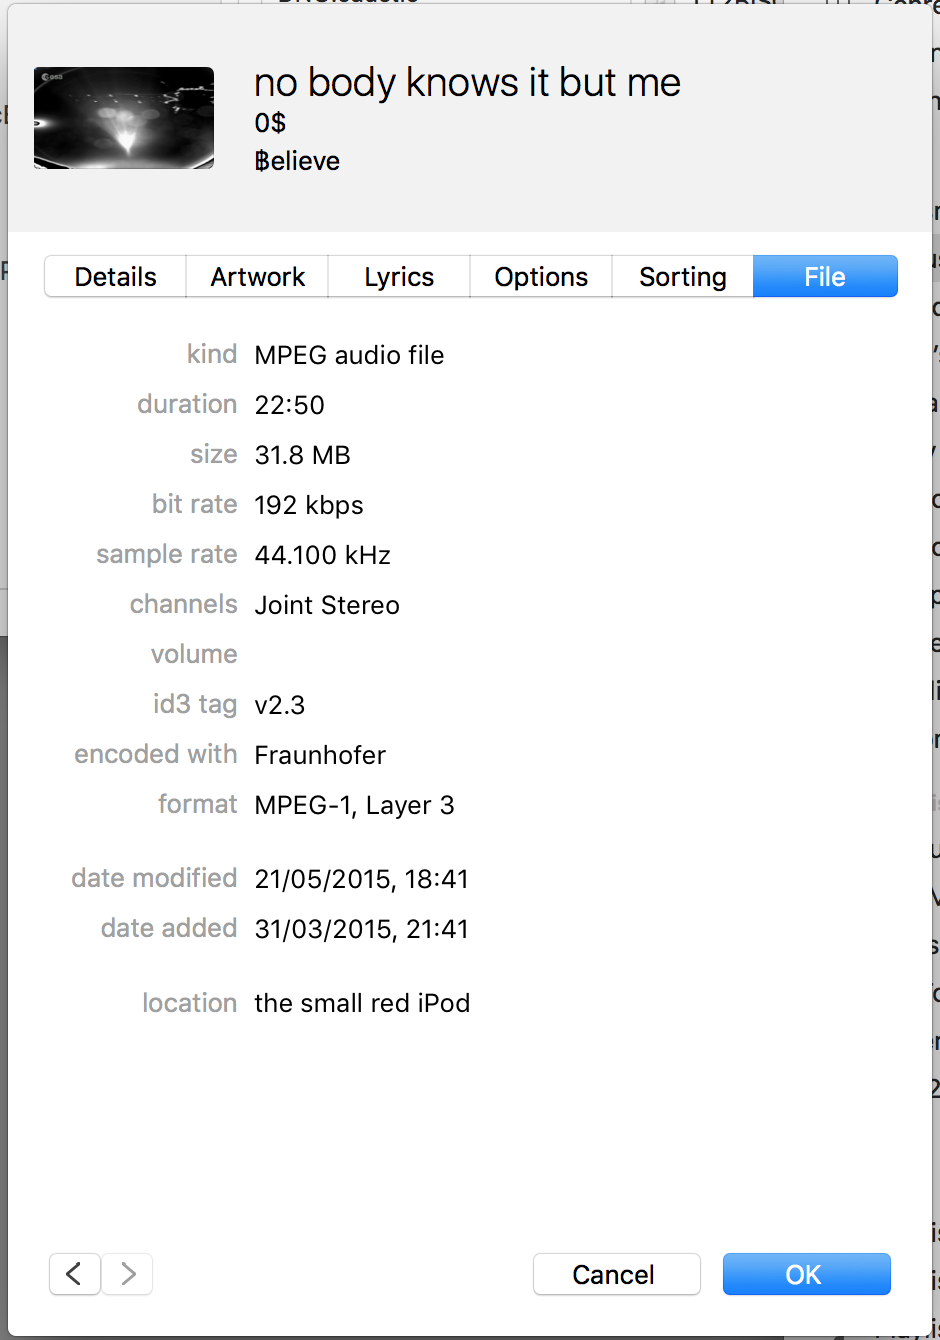 esa
no body knows it but me
0$
฿elieve
Details Artwork Lyrics Options Sorting File
kind MPEG audio file
duration 22:50
size 31.8 MB
bit rate 192 kbps
sample rate 44.100 kHz
channels Joint Stereo
volume
id3 tag v2.3
encoded with Fraunhofer
format MPEG-1, Layer 3
date modified 21/05/2015, 18:41
date added 31/03/2015, 21:41
location the small red iPod
< > Cancel OK